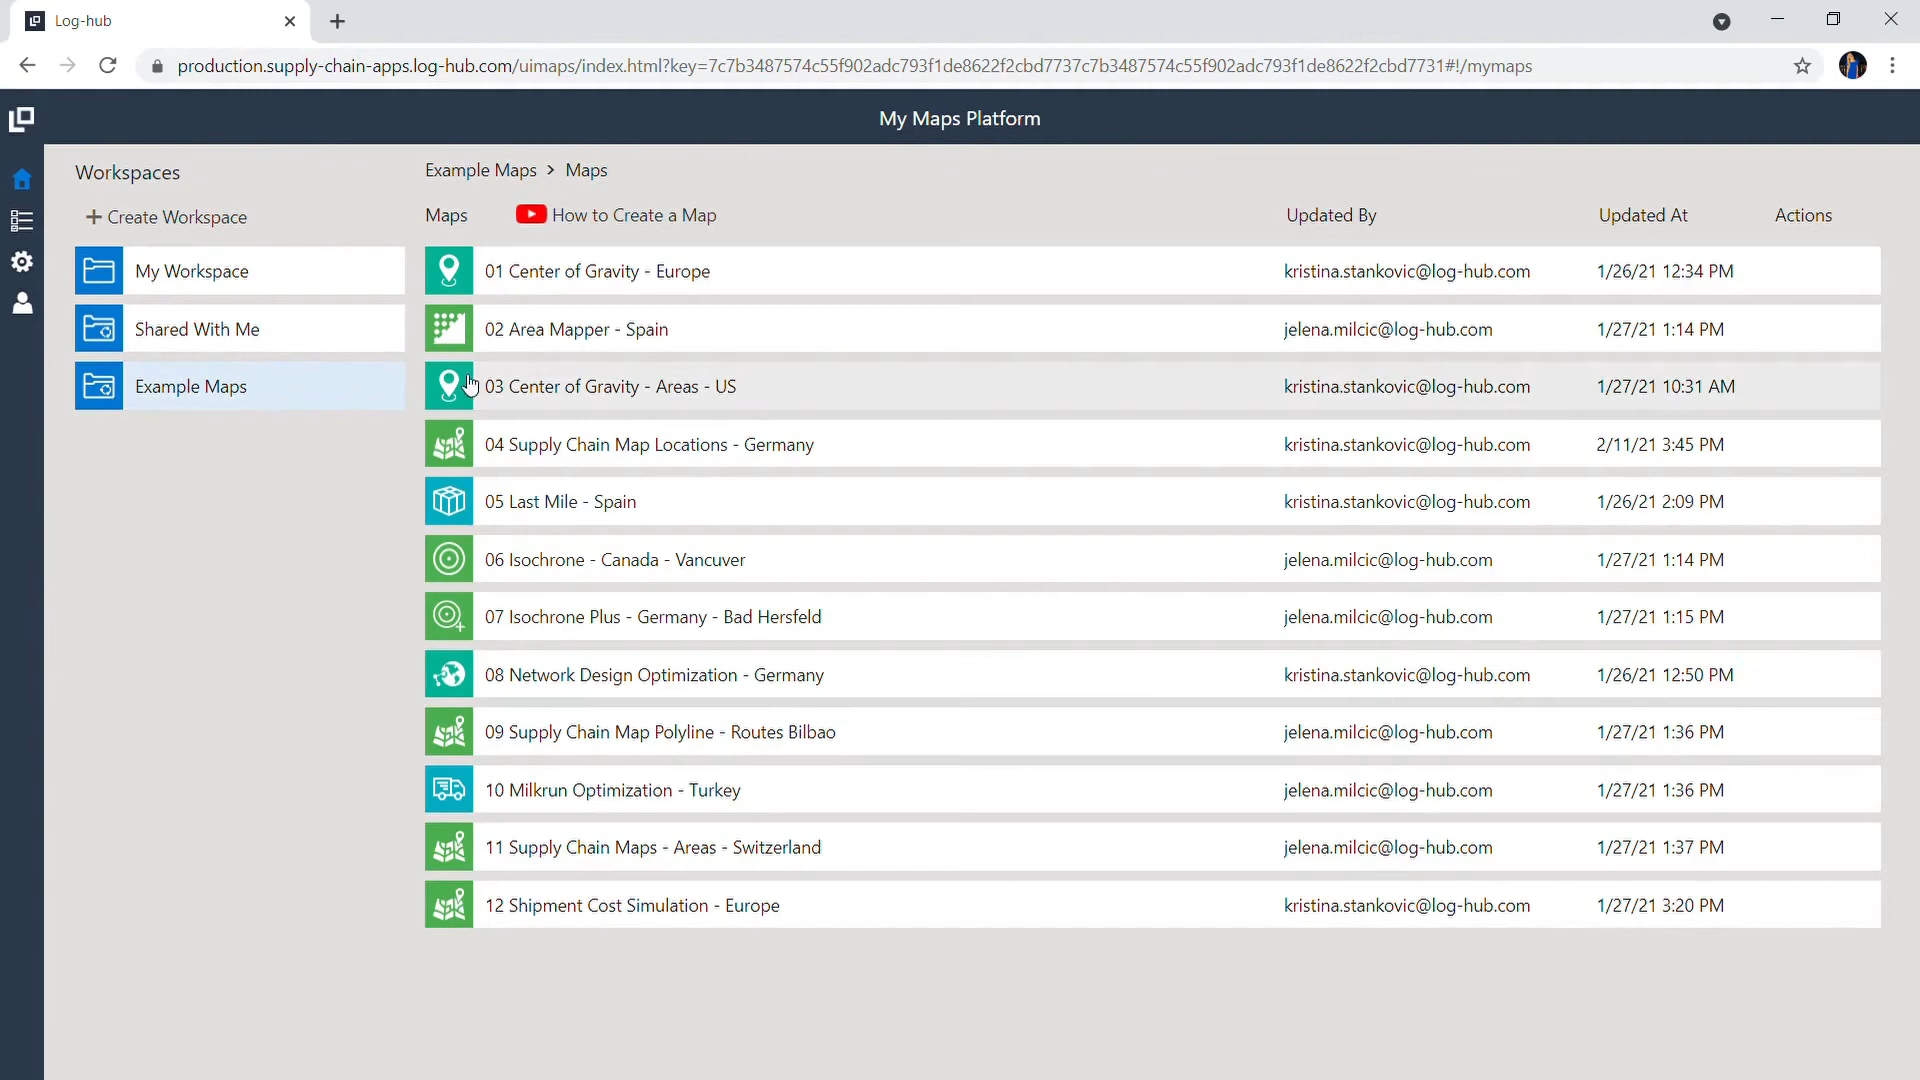 Log-hub
production.supply-chain-apps.log-hub.com/uimaps/index.html?key=7c7b3487574c55f902adc793f1de8622f2cbd7737c7b3487574c55f902adc793f1de8622f2cbd7731#!/mymaps
My Maps Platform
Workspaces
Create Workspace
My Workspace
Shared With Me
Example Maps
Example Maps > Maps
Maps How to Create a Map Updated By Updated At Actions
01 Center of Gravity - Europe kristina.stankovic@log-hub.com 1/26/21 12:34 PM
02 Area Mapper - Spain jelena.milcic@log-hub.com 1/27/21 1:14 PM
03 Center of Gravity - Areas - US kristina.stankovic@log-hub.com 1/27/21 10:31 AM
04 Supply Chain Map Locations - Germany kristina.stankovic@log-hub.com 2/11/21 3:45 PM
05 Last Mile - Spain kristina.stankovic@log-hub.com 1/26/21 2:09 PM
06 Isochrone - Canada - Vancuver jelena.milcic@log-hub.com 1/27/21 1:14 PM
07 Isochrone Plus - Germany - Bad Hersfeld jelena.milcic@log-hub.com 1/27/21 1:15 PM
08 Network Design Optimization - Germany kristina.stankovic@log-hub.com 1/26/21 12:50 PM
09 Supply Chain Map Polyline - Routes Bilbao jelena.milcic@log-hub.com 1/27/21 1:36 PM
10 Milkrun Optimization - Turkey jelena.milcic@log-hub.com 1/27/21 1:36 PM
11 Supply Chain Maps - Areas - Switzerland jelena.milcic@log-hub.com 1/27/21 1:37 PM
12 Shipment Cost Simulation - Europe kristina.stankovic@log-hub.com 1/27/21 3:20 PM